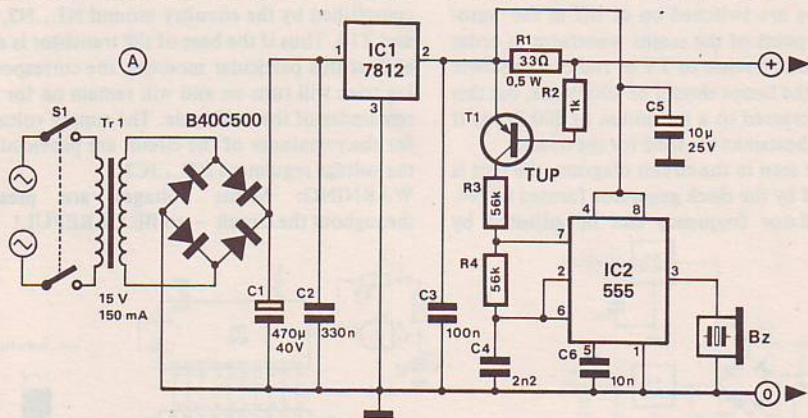 A
S1
Tr 1
15 V
150 mA
B40C500
C1
470µ
40V
C2
330n
1
IC1
2
7812
3
C3
100n
R1
33Ω
0,5 W
R2
1k
T1
TUP
R3
56k
R4
56k
C4
2n2
4
8
7
2
6
IC2
555
3
5
1
C6
10n
C5
10µ
25V
Bz
+
0